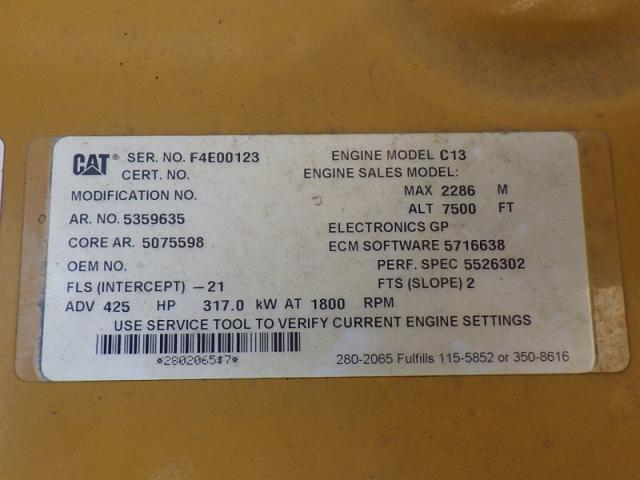 CAT® SER. NO. F4E00123 ENGINE MODEL C13
CERT. NO. ENGINE SALES MODEL:
MODIFICATION NO. MAX 2286 M
AR. NO. 5359635 ALT 7500 FT
ELECTRONICS GP
CORE AR. 5075598 ECM SOFTWARE 5716638
OEM NO. PERF. SPEC 5526302
FLS (INTERCEPT) -21 FTS (SLOPE) 2
ADV 425 HP 317.0 kW AT 1800 RPM
USE SERVICE TOOL TO VERIFY CURRENT ENGINE SETTINGS
*2802065$7* 280-2065 Fulfills 115-5852 or 350-8616